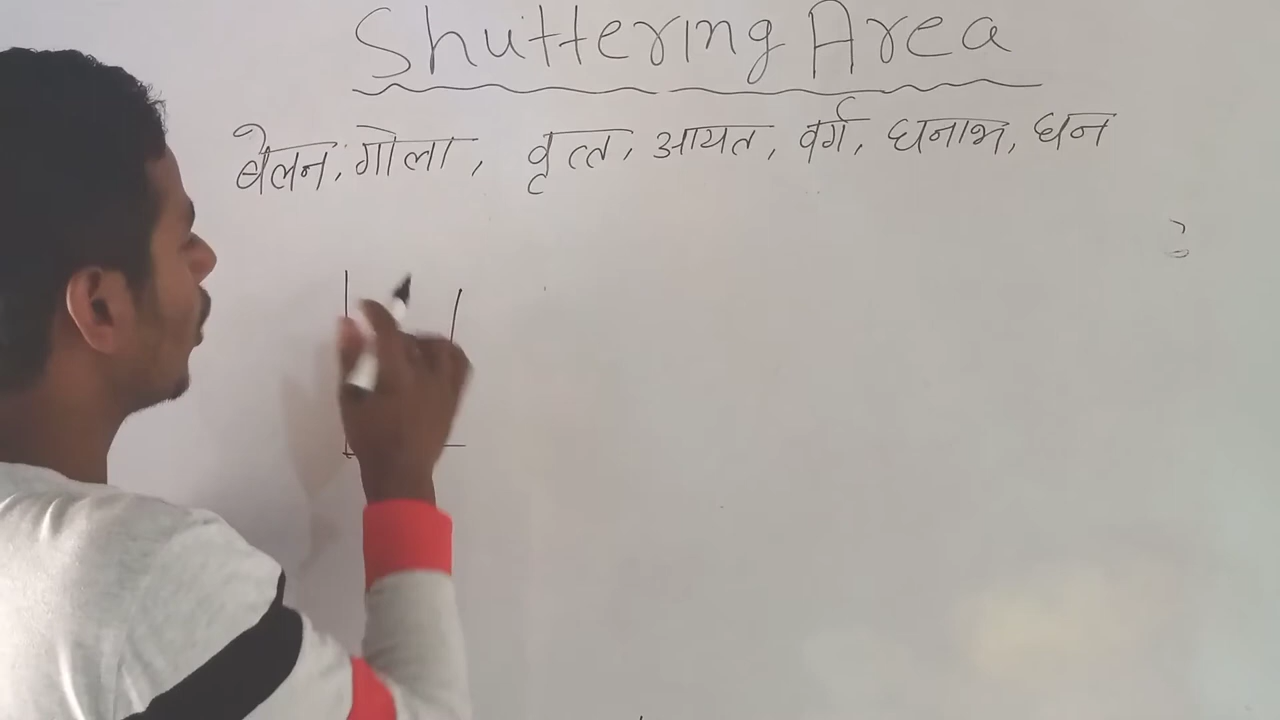 Shuttering Area
बेलन, गोला, वृत्त, आयत, वर्ग, घनाभ, घन